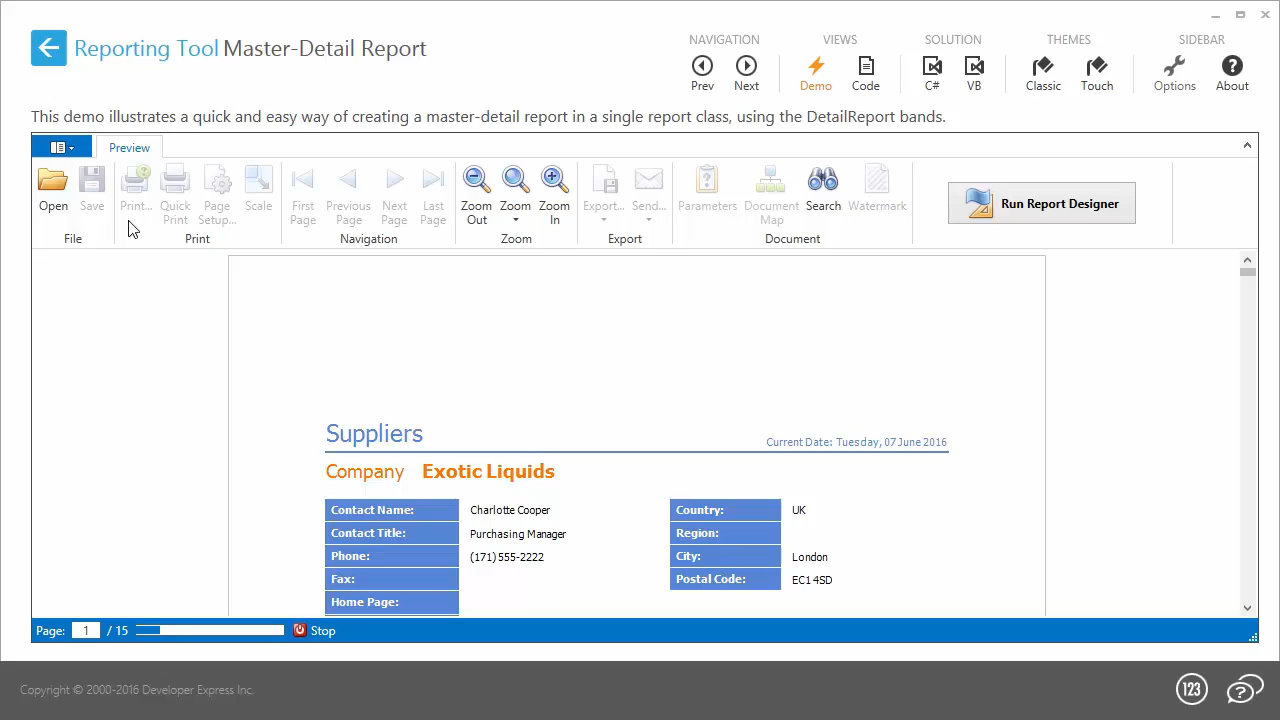 Reporting Tool Master-Detail Report
NAVIGATION VIEWS SOLUTION THEMES SIDEBAR
Prev Next Demo Code C# VB Classic Touch Options About
This demo illustrates a quick and easy way of creating a master-detail report in a single report class, using the DetailReport bands.
Preview
Open Save Print... Quick Print Page Setup... Scale First Page Previous Page Next Page Last Page Zoom Out Zoom Zoom In Export... Send... Parameters Document Map Search Watermark Run Report Designer
File Print Navigation Zoom Export Document
Suppliers Current Date: Tuesday, 07 June 2016
Company Exotic Liquids
Contact Name: Charlotte Cooper Country: UK
Contact Title: Purchasing Manager Region:
Phone: (171) 555-2222 City: London
Fax: Postal Code: EC1 4SD
Home Page:
Page: 1 / 15 Stop
Copyright © 2000-2016 Developer Express Inc.
123 ?